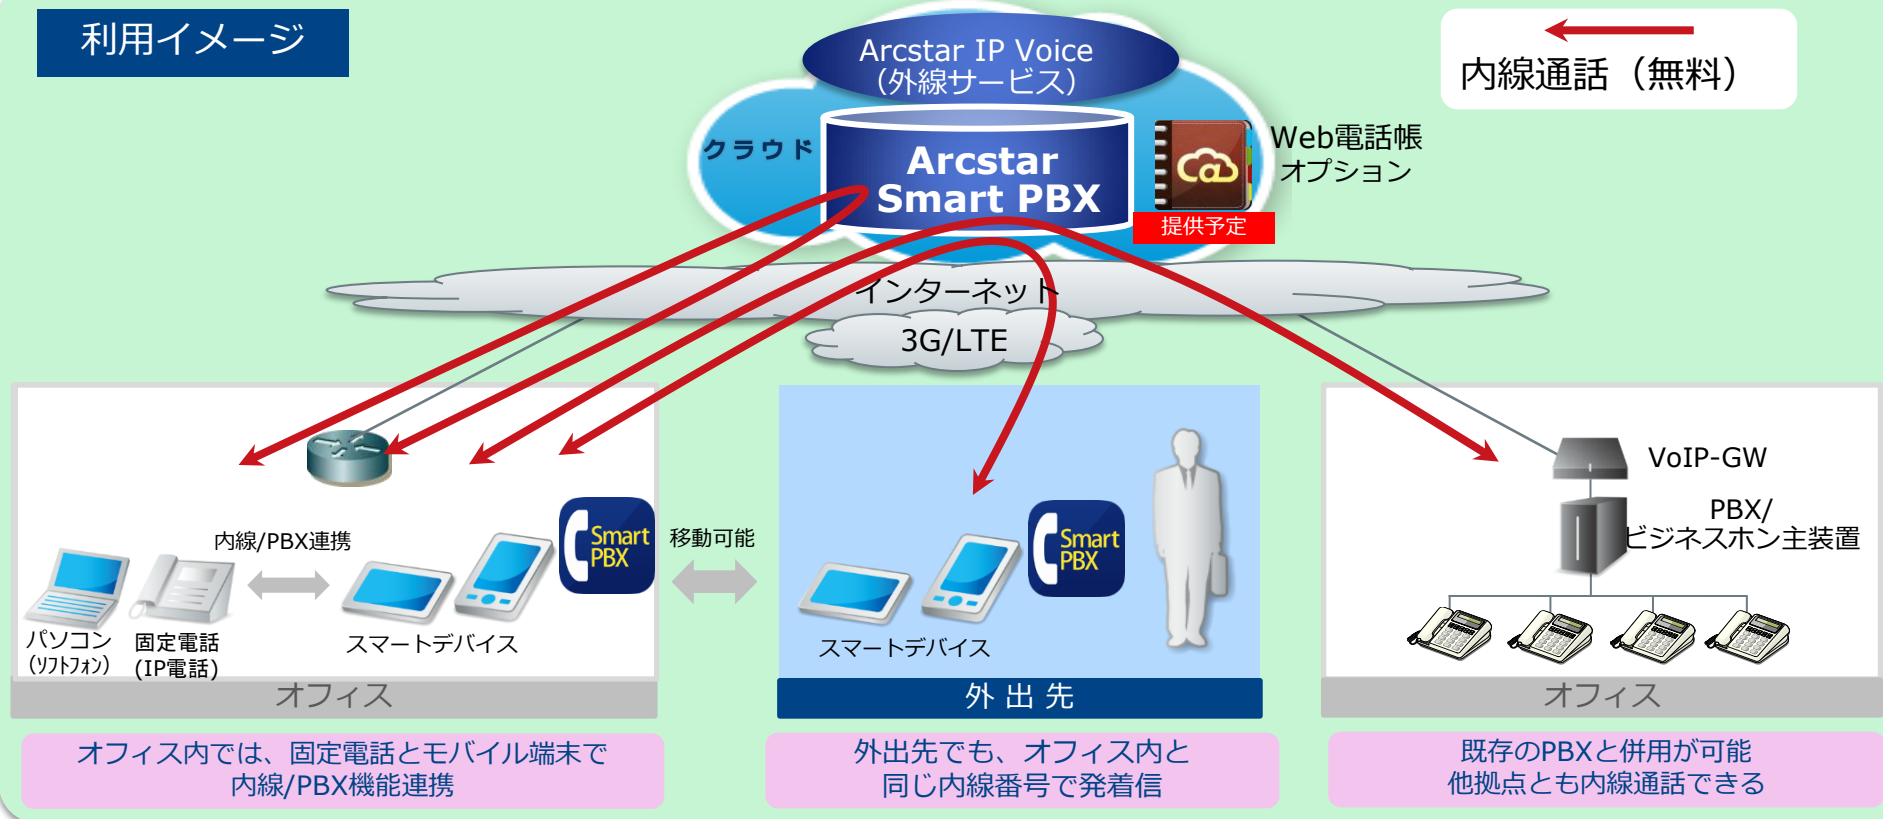 利用イメージ
Arcstar IP Voice
（外線サービス）
内線通話（無料）
クラウド
Arcstar
Smart PBX
Web電話帳
オプション
提供予定
インターネット
3G/LTE
内線/PBX連携
Smart
PBX
移動可能
Smart
PBX
VoIP-GW
PBX/
ビジネスホン主装置
パソコン
(ｿﾌﾄﾌｫﾝ)
固定電話
(IP電話)
スマートデバイス
スマートデバイス
オフィス
外 出 先
オフィス
オフィス内では、固定電話とモバイル端末で
内線/PBX機能連携
外出先でも、オフィス内と
同じ内線番号で発着信
既存のPBXと併用が可能
他拠点とも内線通話できる